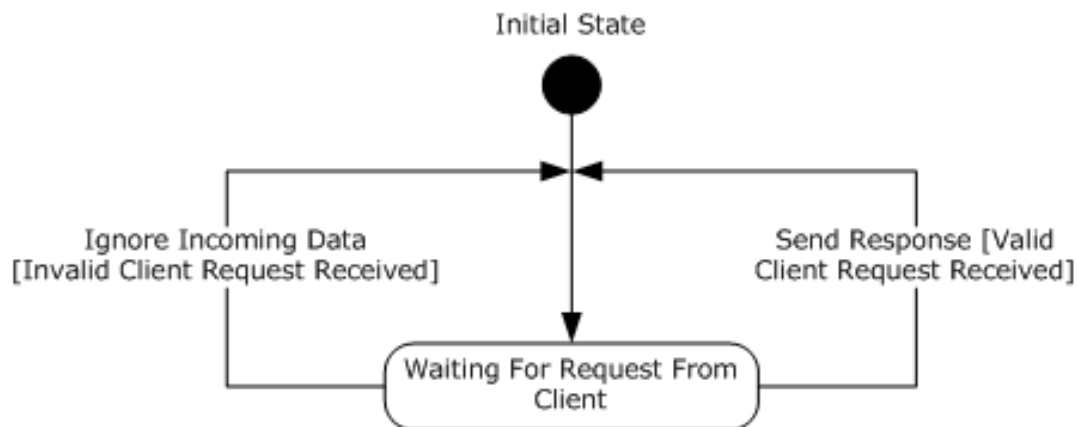 Initial State
Ignore Incoming Data
[Invalid Client Request Received]
Send Response [Valid
Client Request Received]
Waiting For Request From
Client